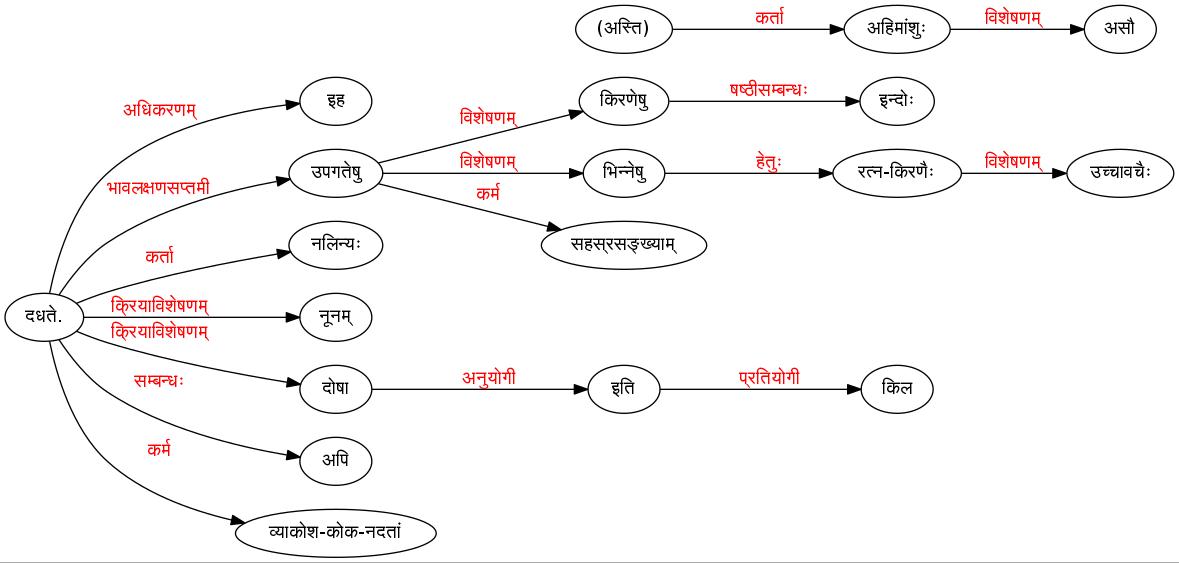 (अस्ति) कर्ता अहिमांशुः विशेषणम् असौ
अधिकरणम् इह किरणेषु षष्ठीसम्बन्धः इन्दोः
विशेषणम्
भावलक्षणसप्तमी उपगतेषु विशेषणम् भिन्नेषु हेतुः रत्न-किरणैः विशेषणम् उच्चावचैः
कर्म
कर्ता नलिन्यः सहस्रसङ्ख्याम्
दधते. क्रियाविशेषणम् नूनम्
क्रियाविशेषणम्
दोषा अनुयोगी इति प्रतियोगी किल
सम्बन्धः
कर्म अपि
व्याकोश-कोक-नदतां